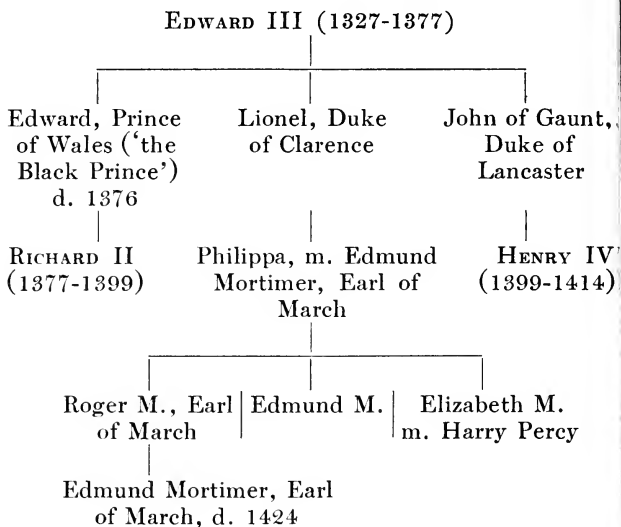 EDWARD III (1327-1377)
Edward, Prince
of Wales (‘the
Black Prince’)
d. 1376
Lionel, Duke
of Clarence
John of Gaunt,
Duke of
Lancaster
RICHARD II
(1377-1399)
Philippa, m. Edmund
Mortimer, Earl of
March
HENRY IV
(1399-1414)
Roger M., Earl
of March
Edmund M.
Elizabeth M.
m. Harry Percy
Edmund Mortimer, Earl
of March, d. 1424